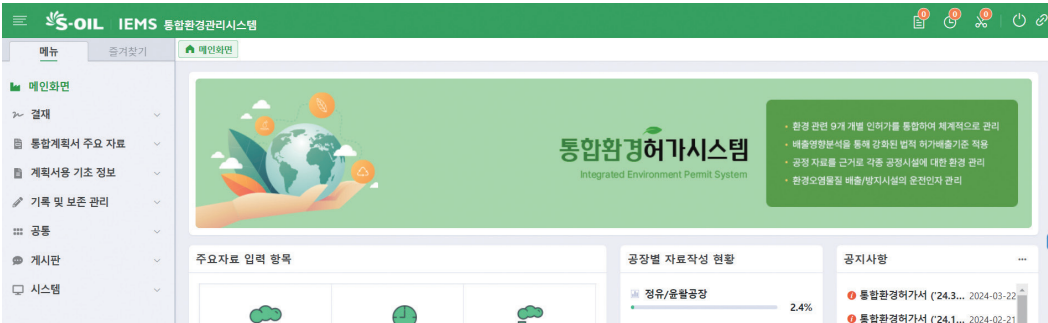 S-OIL IEMS 통합환경관리시스템
0 0 0
메뉴 즐겨찾기
메인화면
메인화면
결재
통합계획서 주요 자료
계획서용 기초 정보
기록 및 보존 관리
공통
게시판
시스템
통합환경허가시스템
Integrated Environment Permit System
• 환경 관련 9개 개별 인허가를 통합하여 체계적으로 관리
• 배출영향분석을 통해 강화된 법적 허가배출기준 적용
• 공정 자료를 근거로 각종 공정시설에 대한 환경 관리
• 환경오염물질 배출/방지시설의 운전인자 관리
주요자료 입력 항목
공장별 자료작성 현황
정유/윤활공장
2.4%
공지사항 ...
통합환경허가서 ('24.3... 2024-03-22
통합환경허가서 ('24.1... 2024-02-21